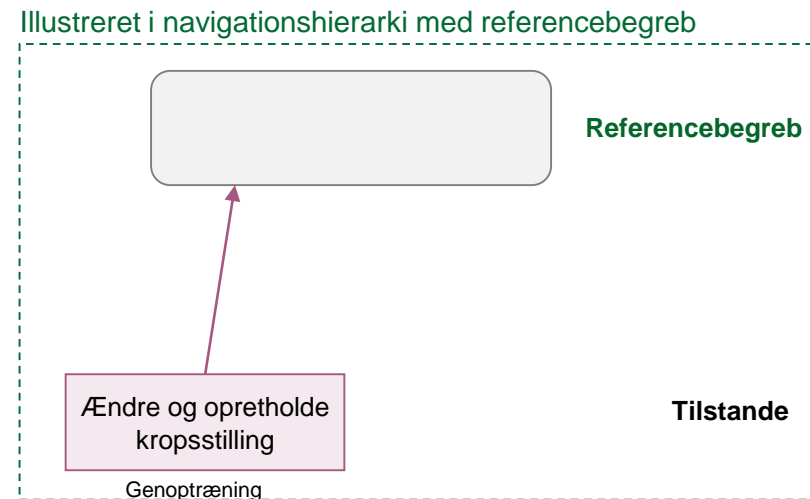 Illustreret i navigationshierarki med referencebegreb
Referencebegreb
Ændre og opretholde
kropsstilling
Tilstande
Genoptræning